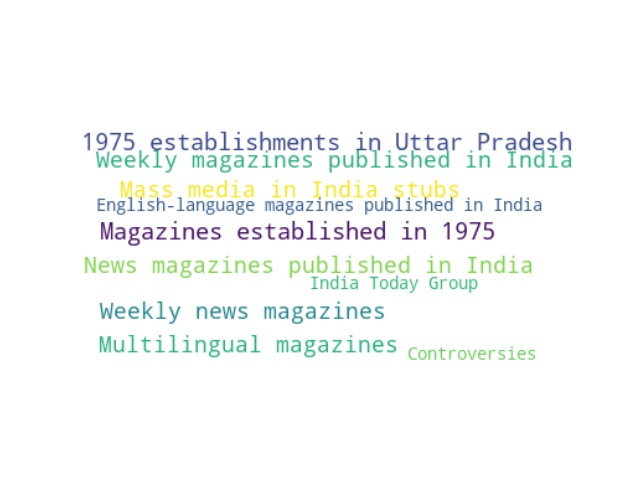 1975 establishments in Uttar Pradesh
Weekly magazines published in India
Mass media in India stubs
English-language magazines published in India
Magazines established in 1975
News magazines published in India
India Today Group
Weekly news magazines
Multilingual magazines
Controversies